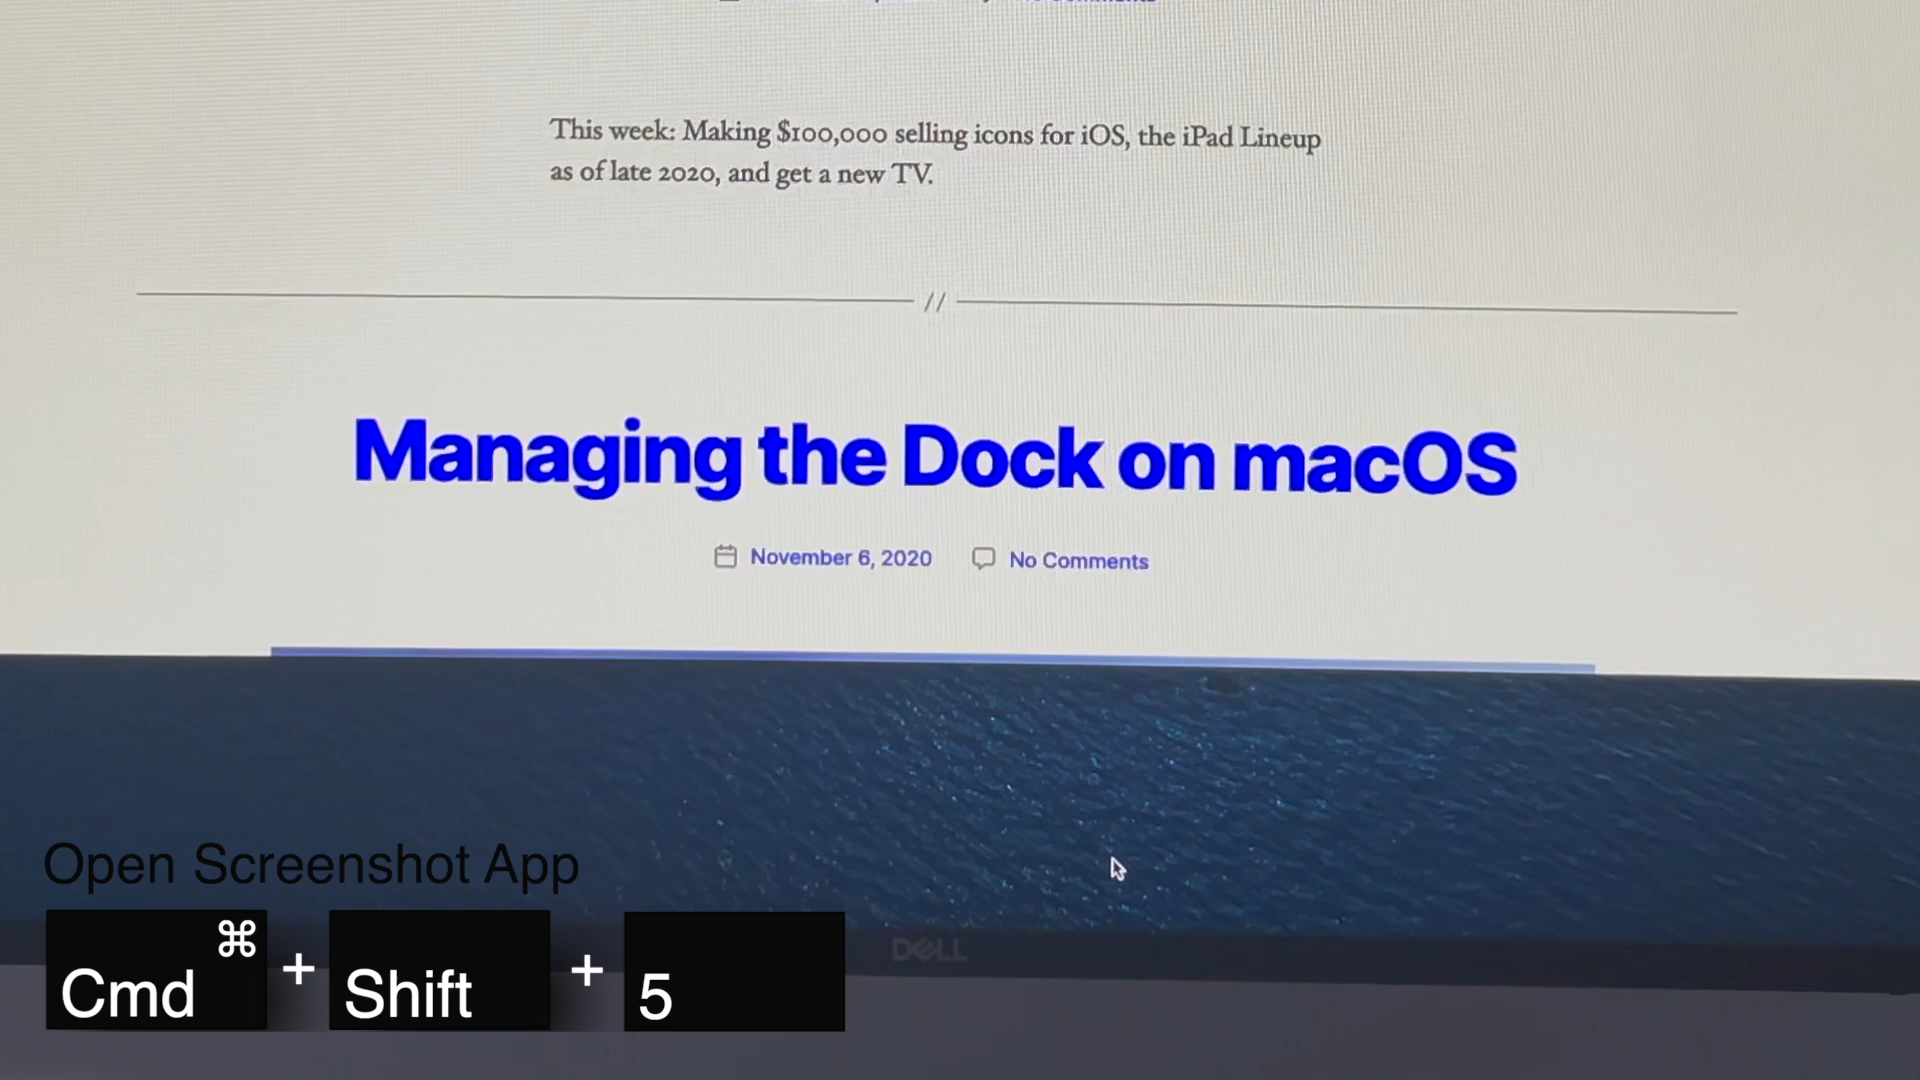 This week: Making $100,000 selling icons for iOS, the iPad Lineup
as of late 2020, and get a new TV.
//
Managing the Dock on macOS
November 6, 2020 No Comments
Open Screenshot App
Cmd ⌘ + Shift + 5
DELL